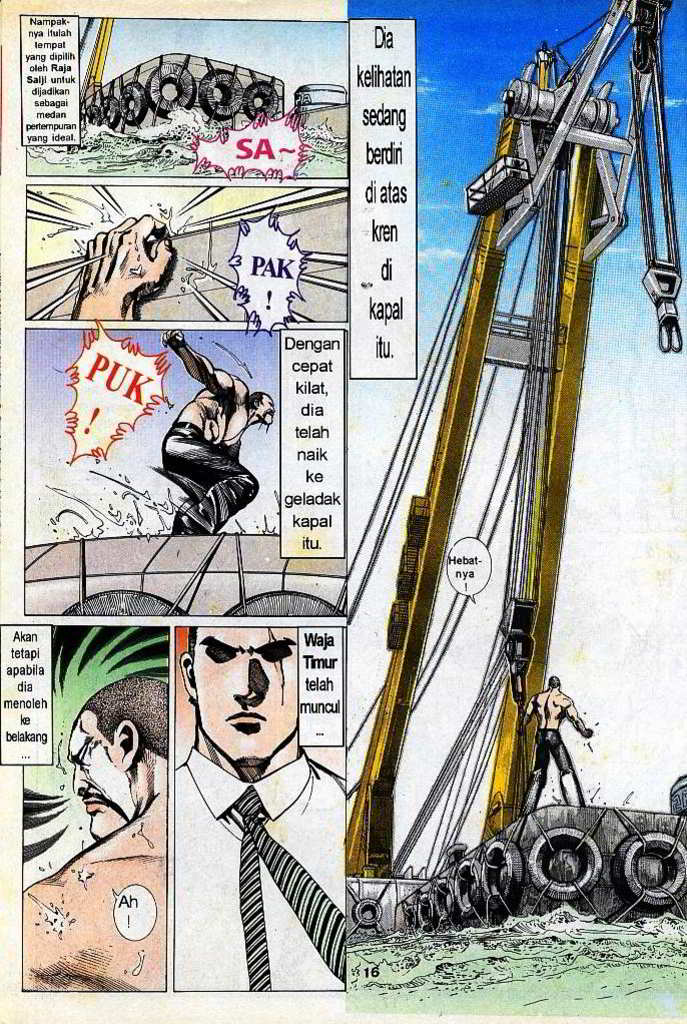 Nampak-
nya itulah
tempat
yang dipilih
oleh Raja
Salji untuk
dijadikan
sebagai
medan
pertempuran
yang ideal.
SA~
PAK
!
PUK
!
Dengan
cepat
kilat,
dia
telah
naik
ke
geladak
kapal
itu.
Akan
tetapi
apabila
dia
menoleh
ke
belakang
...
Ah
!
Waja
Timur
telah
muncul
...
Dia
kelihatan
sedang
berdiri
di atas
kren
di
kapal
itu.
Hebat-
nya
!
16